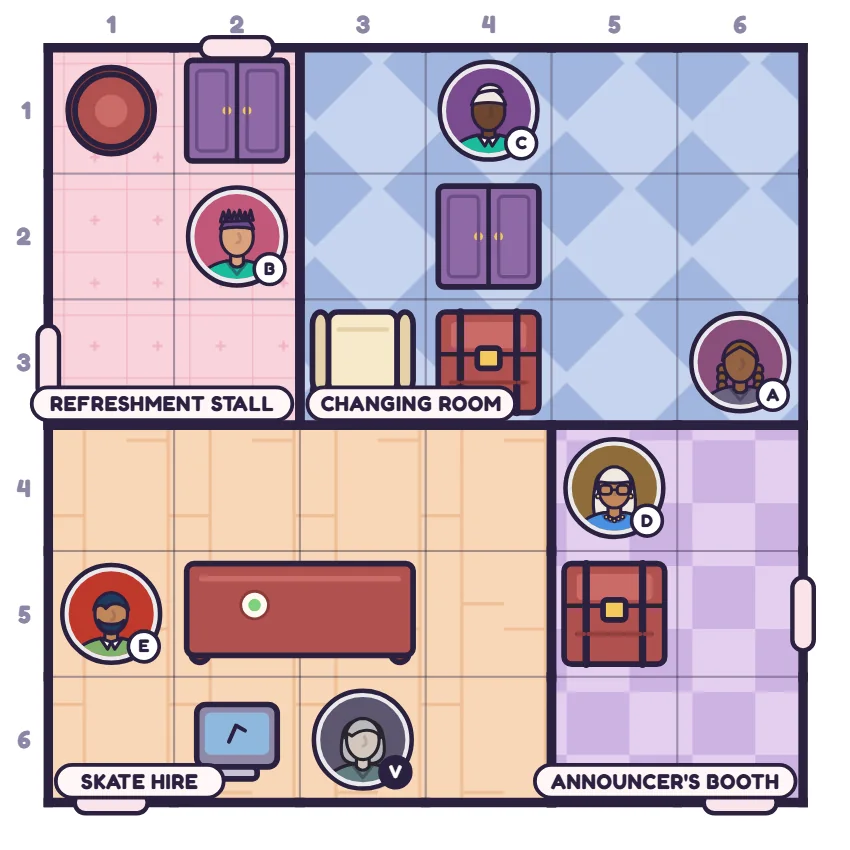 1 2 3 4 5 6
1
C
2
B
3
A
REFRESHMENT STALL
CHANGING ROOM
4
D
5
E
6
V
SKATE HIRE
ANNOUNCER'S BOOTH